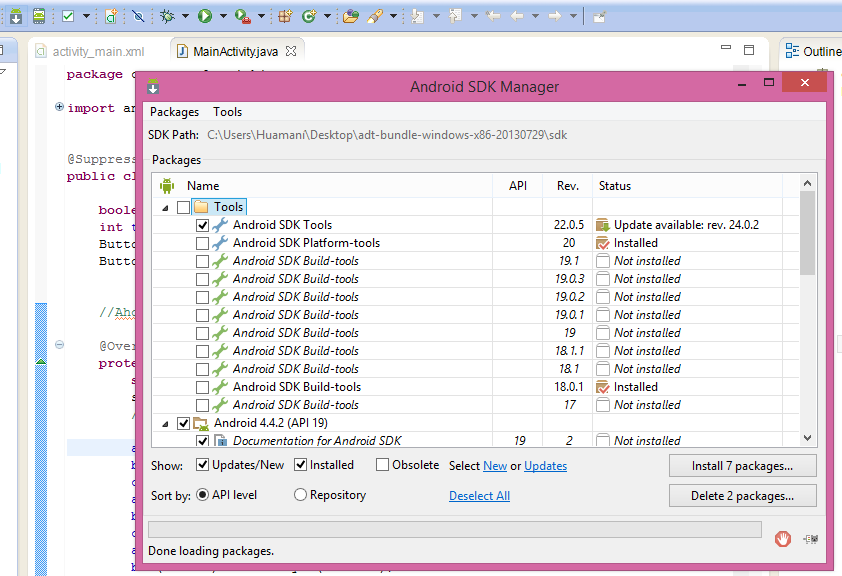 activity_main.xml
MainActivity.java
Outline
package
import
@Suppress
public
boole
int
Button
Button
@Over
prote
Android SDK Manager
Packages Tools
SDK Path: C:\Users\Huamani\Desktop\adt-bundle-windows-x86-20130729\sdk
Packages
Name API Rev. Status
Tools
Android SDK Tools 22.0.5 Update available: rev. 24.0.2
Android SDK Platform-tools 20 Installed
Android SDK Build-tools 19.1 Not installed
Android SDK Build-tools 19.0.3 Not installed
Android SDK Build-tools 19.0.2 Not installed
Android SDK Build-tools 19.0.1 Not installed
Android SDK Build-tools 19 Not installed
Android SDK Build-tools 18.1.1 Not installed
Android SDK Build-tools 18.1 Not installed
Android SDK Build-tools 18.0.1 Installed
Android SDK Build-tools 17 Not installed
Android 4.4.2 (API 19)
Documentation for Android SDK 19 2 Not installed
Show: Updates/New Installed Obsolete Select New or Updates Install 7 packages...
Sort by: API level Repository Deselect All Delete 2 packages...
Done loading packages.